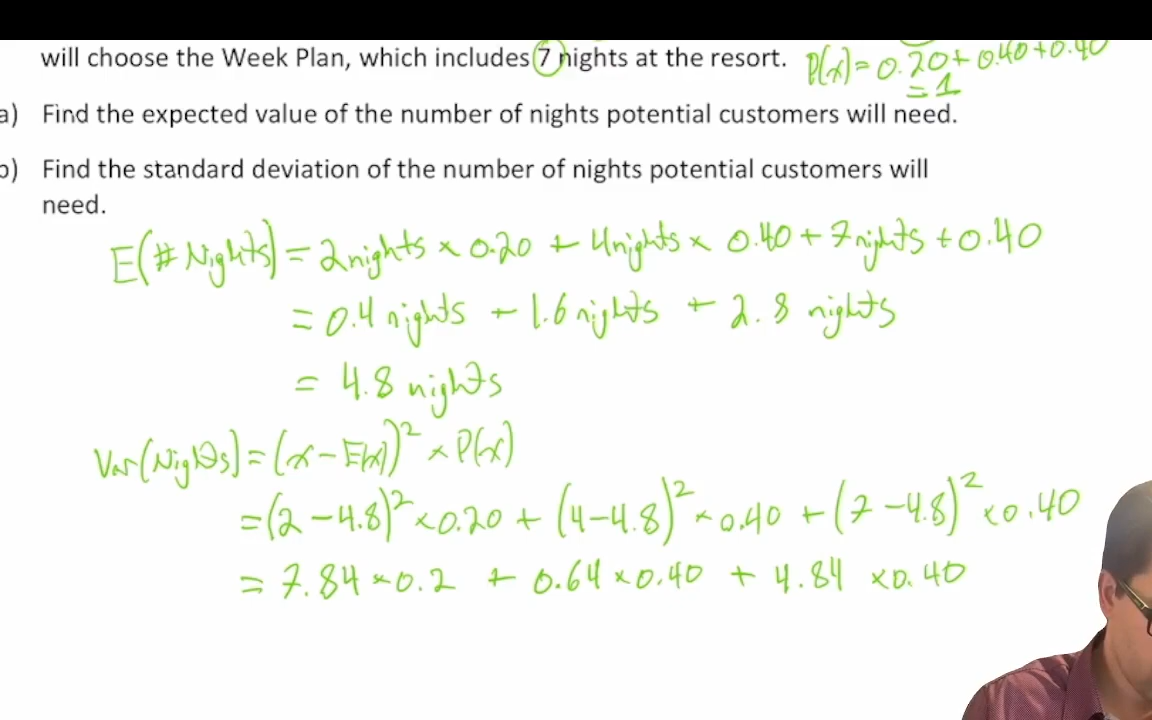 will choose the Week Plan, which includes 7 nights at the resort. P(x)= 0.20+ 0.40+0.40
= 1
a) Find the expected value of the number of nights potential customers will need.
b) Find the standard deviation of the number of nights potential customers will
need.
E(# Nights) = 2 nights × 0.20 + 4 nights × 0.40 + 7 nights + 0.40
= 0.4 nights + 1.6 nights + 2.8 nights
= 4.8 nights
Var(Nights) = (x - E(x))² × P(x)
= (2 - 4.8)² × 0.20 + (4 - 4.8)² × 0.40 + (7 - 4.8)² × 0.40
= 7.84 × 0.2 + 0.64 × 0.40 + 4.84 × 0.40